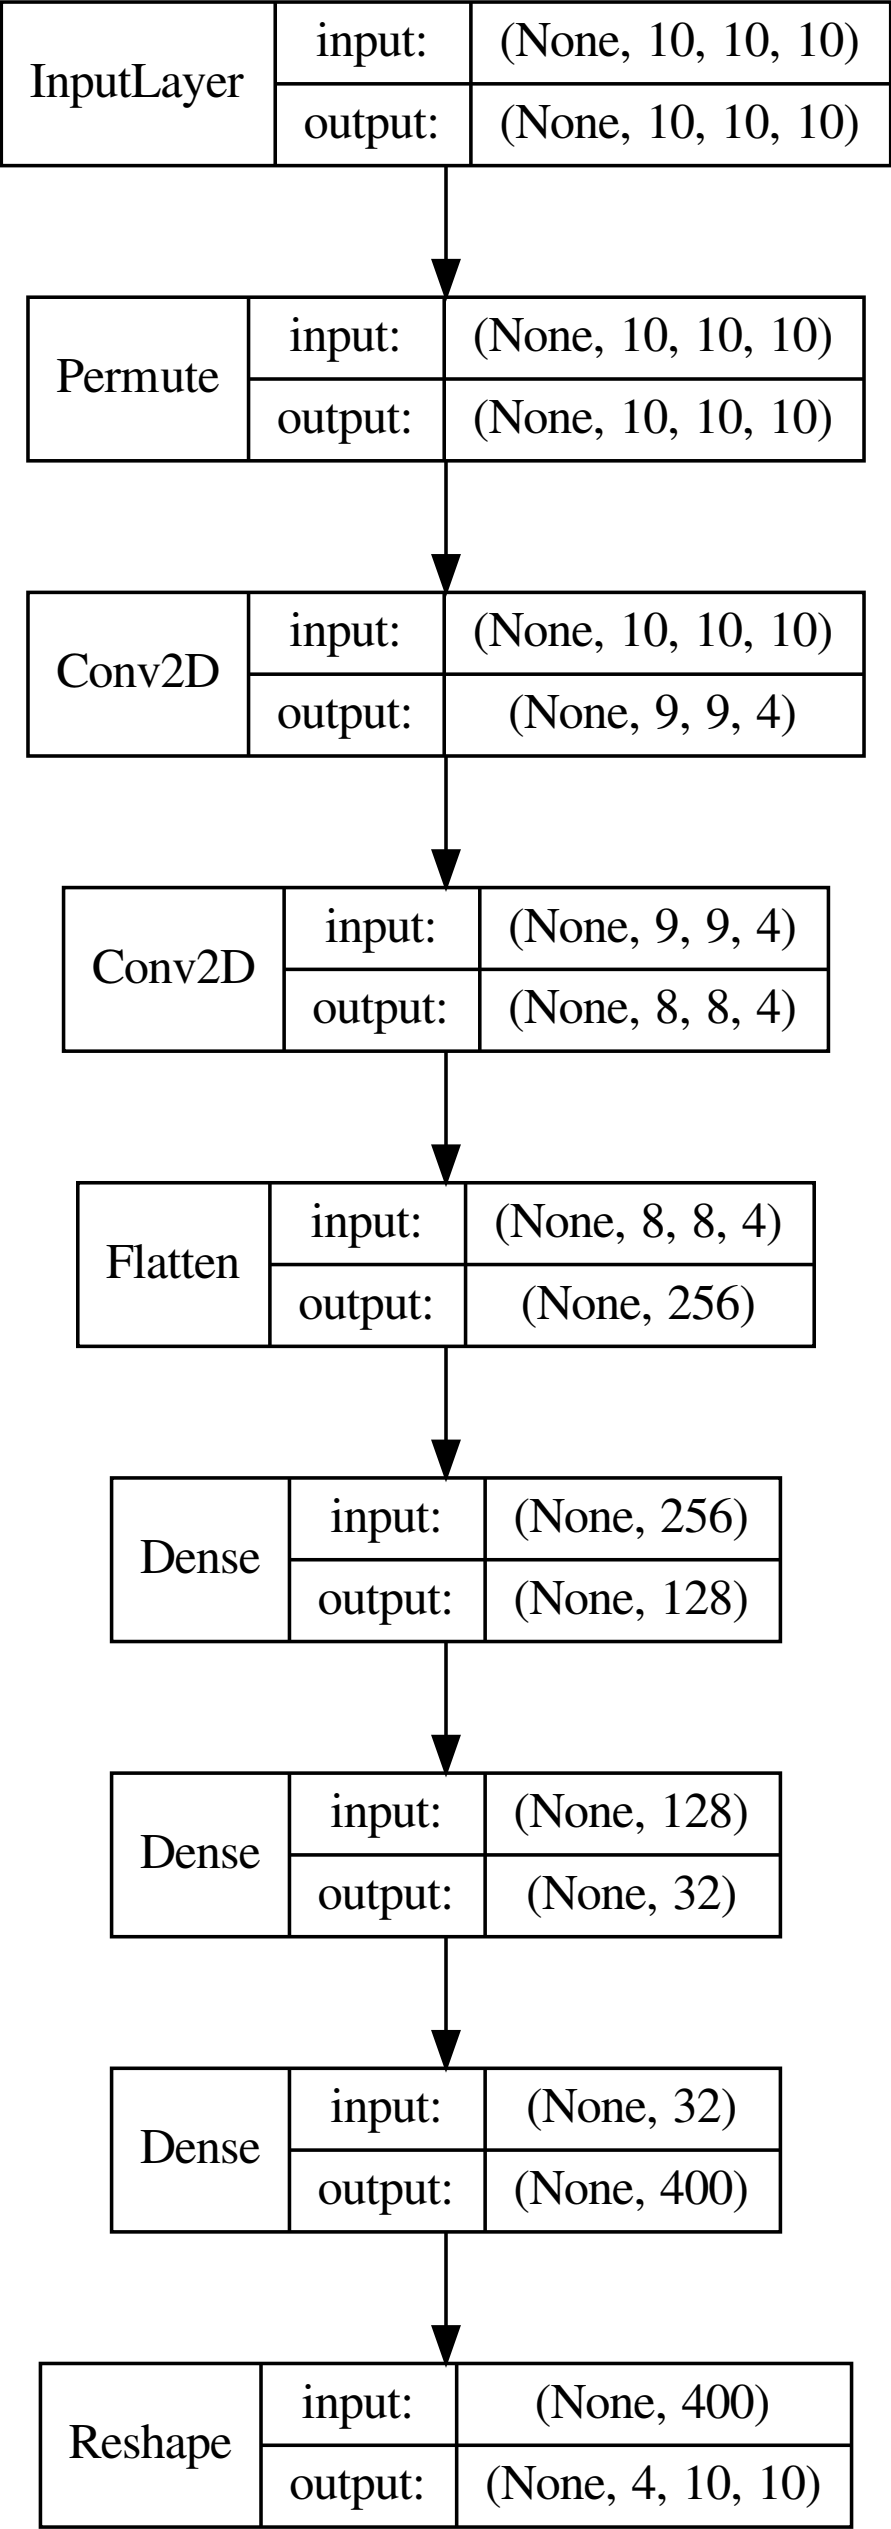 InputLayer
input: (None, 10, 10, 10)
output: (None, 10, 10, 10)
Permute
input: (None, 10, 10, 10)
output: (None, 10, 10, 10)
Conv2D
input: (None, 10, 10, 10)
output: (None, 9, 9, 4)
Conv2D
input: (None, 9, 9, 4)
output: (None, 8, 8, 4)
Flatten
input: (None, 8, 8, 4)
output: (None, 256)
Dense
input: (None, 256)
output: (None, 128)
Dense
input: (None, 128)
output: (None, 32)
Dense
input: (None, 32)
output: (None, 400)
Reshape
input: (None, 400)
output: (None, 4, 10, 10)